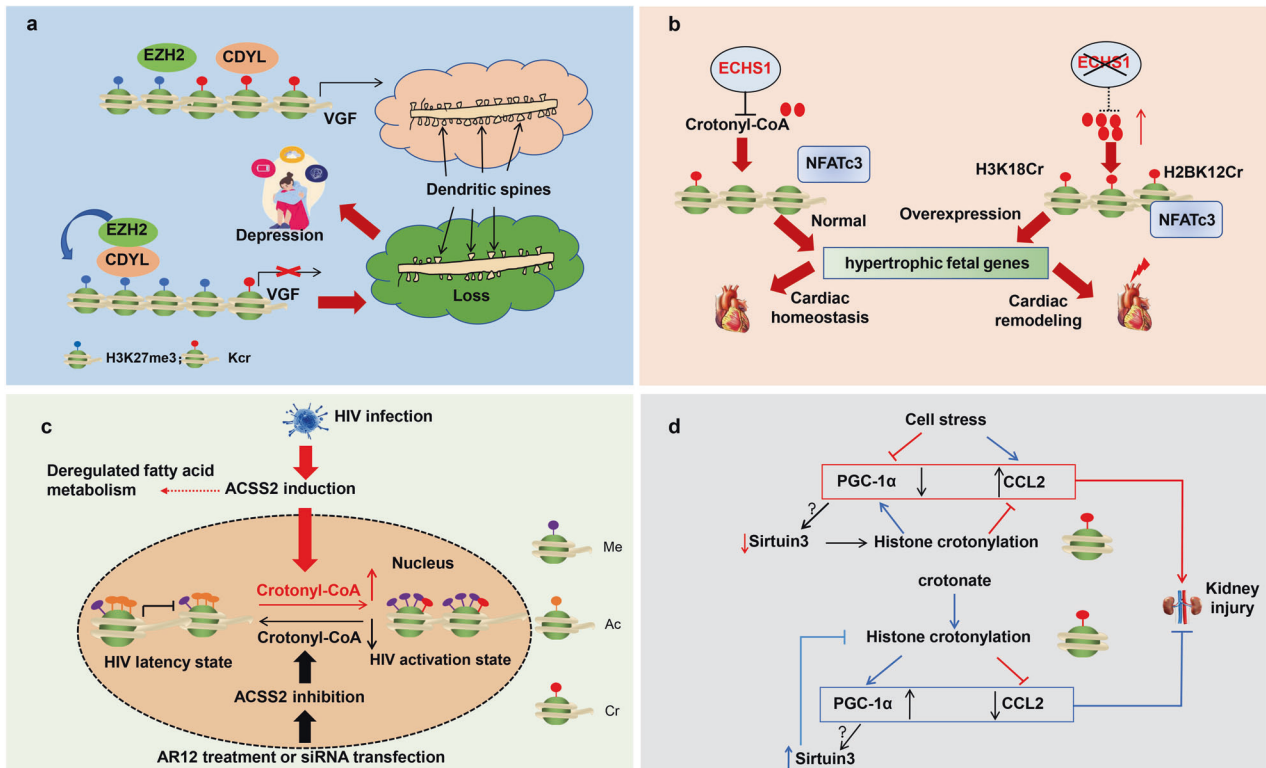 a
EZH2
CDYL
VGF
Dendritic spines
Depression
EZH2
CDYL
VGF
Loss
H3K27me3;
Kcr
b
ECHS1
ECHS1
Crotonyl-CoA
NFATc3
H3K18Cr
H2BK12Cr
NFATc3
Normal
Overexpression
hypertrophic fetal genes
Cardiac
homeostasis
Cardiac
remodeling
c
HIV infection
Deregulated fatty acid
metabolism
ACSS2 induction
Nucleus
Crotonyl-CoA
Crotonyl-CoA
HIV latency state
HIV activation state
ACSS2 inhibition
AR12 treatment or siRNA transfection
Me
Ac
Cr
d
Cell stress
PGC-1α
CCL2
?
Sirtuin3
Histone crotonylation
crotonate
Kidney
injury
Histone crotonylation
PGC-1α
CCL2
?
Sirtuin3